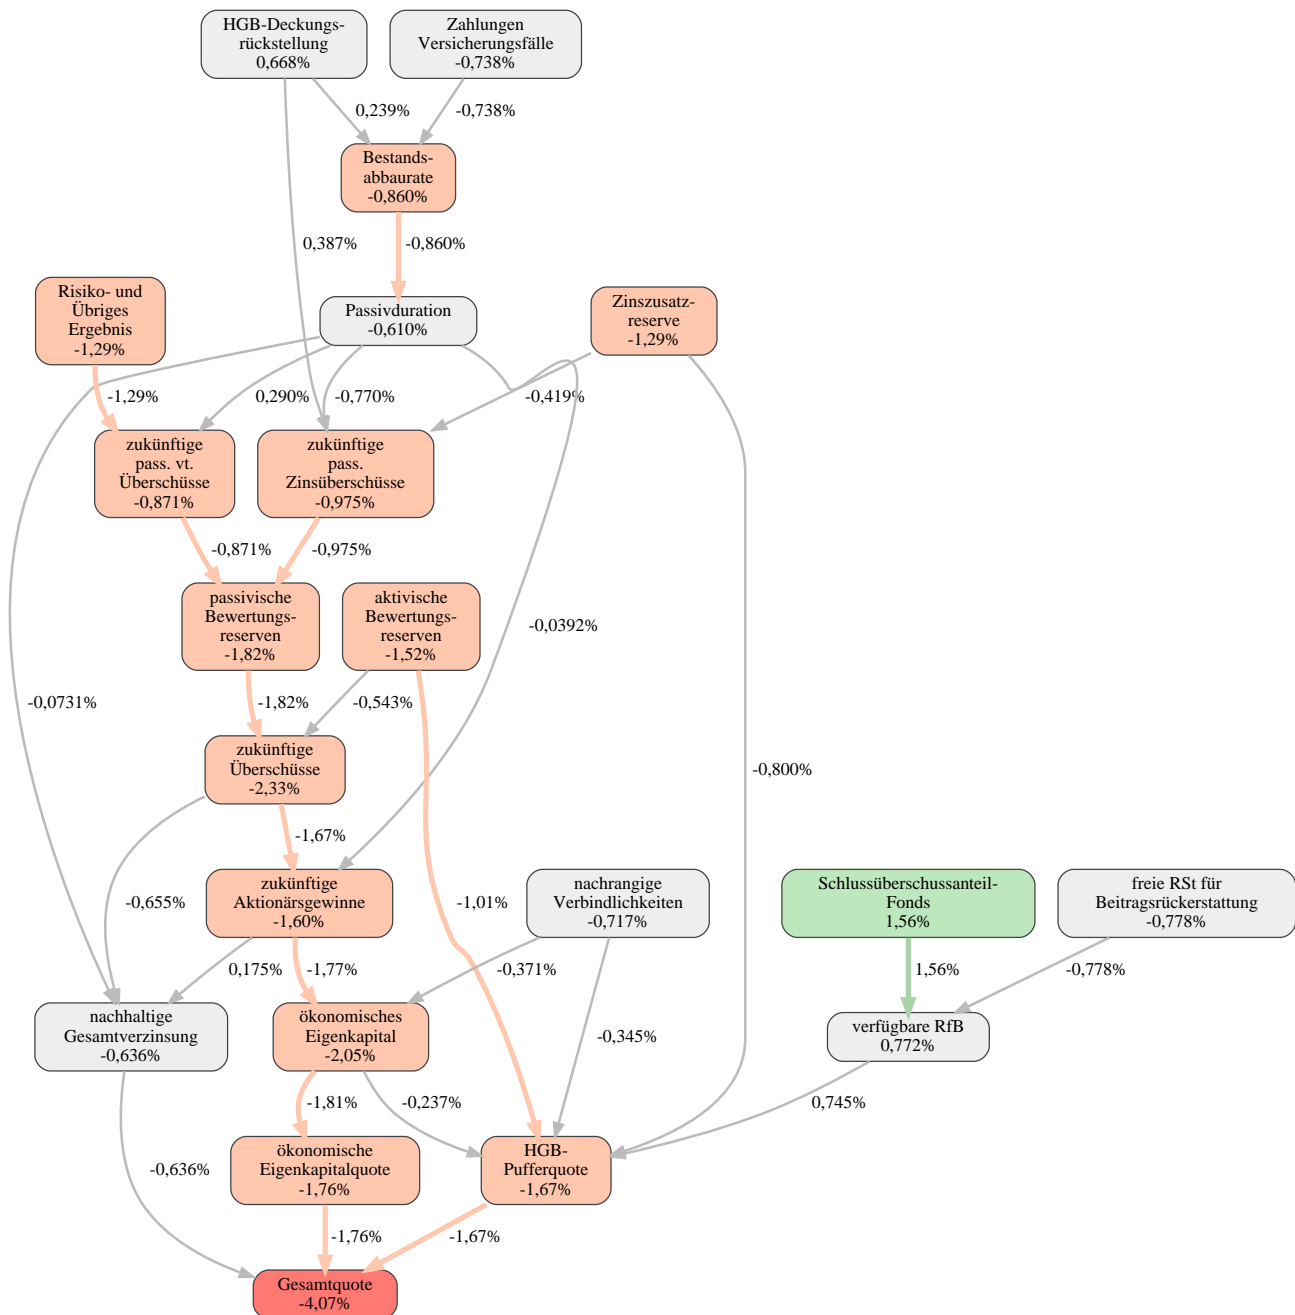 HGB-Deckungs-
rückstellung
0,668%
Zahlungen
Versicherungsfälle
-0,738%
0,239%
-0,738%
Bestands-
abbaurate
-0,860%
0,387%
-0,860%
Risiko- und
Übriges
Ergebnis
-1,29%
Passivduration
-0,610%
Zinszusatz-
reserve
-1,29%
-1,29%
0,290%
-0,770%
-0,419%
zukünftige
pass. vt.
Überschüsse
-0,871%
zukünftige
pass.
Zinsüberschüsse
-0,975%
-0,871%
-0,975%
passivische
Bewertungs-
reserven
-1,82%
aktivische
Bewertungs-
reserven
-1,52%
-0,0392%
-0,0731%
-1,82%
-0,543%
zukünftige
Überschüsse
-2,33%
-0,800%
-1,67%
-0,655%
zukünftige
Aktionärsgewinne
-1,60%
-1,01%
nachrangige
Verbindlichkeiten
-0,717%
Schlussüberschussanteil-
Fonds
1,56%
freie RSt für
Beitragsrückerstattung
-0,778%
0,175%
-1,77%
-0,371%
1,56%
-0,778%
nachhaltige
Gesamtverzinsung
-0,636%
ökonomisches
Eigenkapital
-2,05%
-0,345%
verfügbare RfB
0,772%
-1,81%
-0,237%
0,745%
-0,636%
ökonomische
Eigenkapitalquote
-1,76%
HGB-
Pufferquote
-1,67%
-1,76%
-1,67%
Gesamtquote
-4,07%